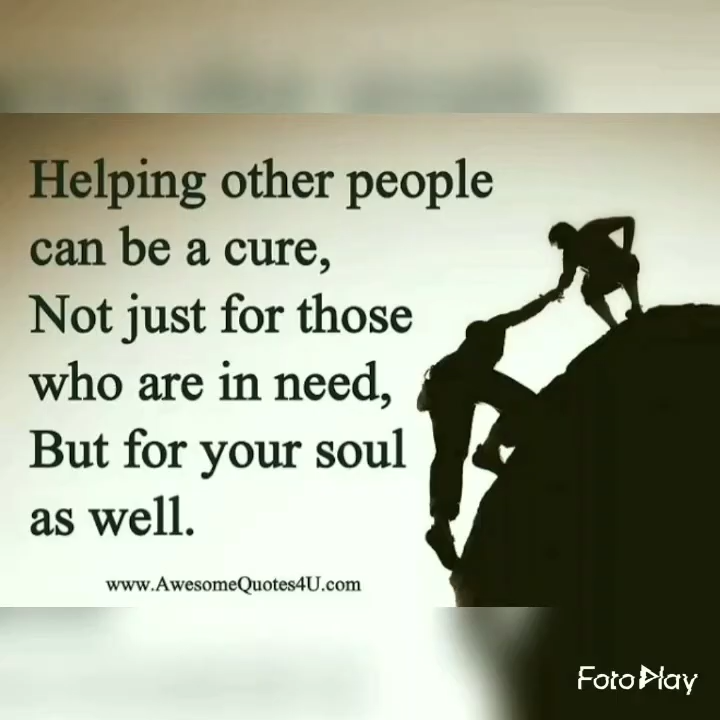 Helping other people
can be a cure,
Not just for those
who are in need,
But for your soul
as well.
www.AwesomeQuotes4U.com
FotoPlay